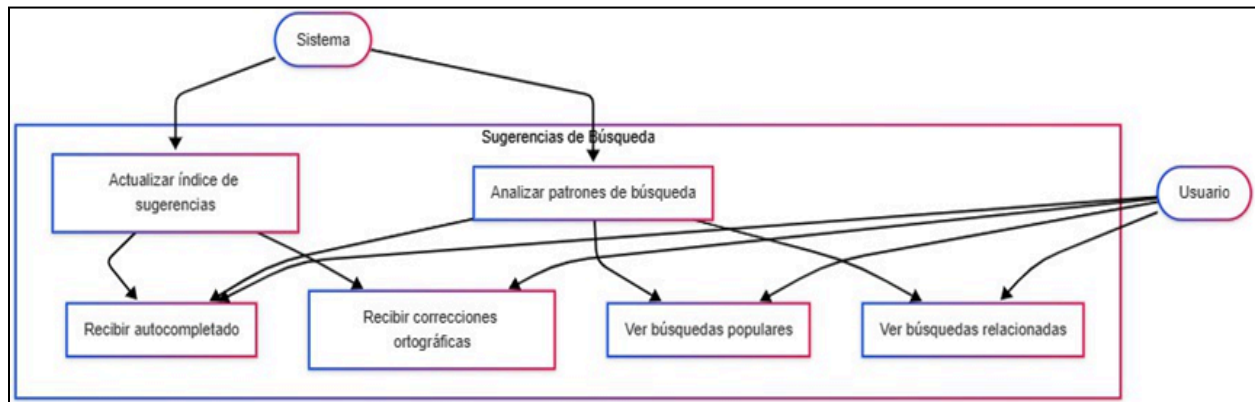 Sistema
Sugerencias de Búsqueda
Actualizar índice de
sugerencias
Analizar patrones de búsqueda
Usuario
Recibir autocompletado
Recibir correcciones
ortográficas
Ver búsquedas populares
Ver búsquedas relacionadas